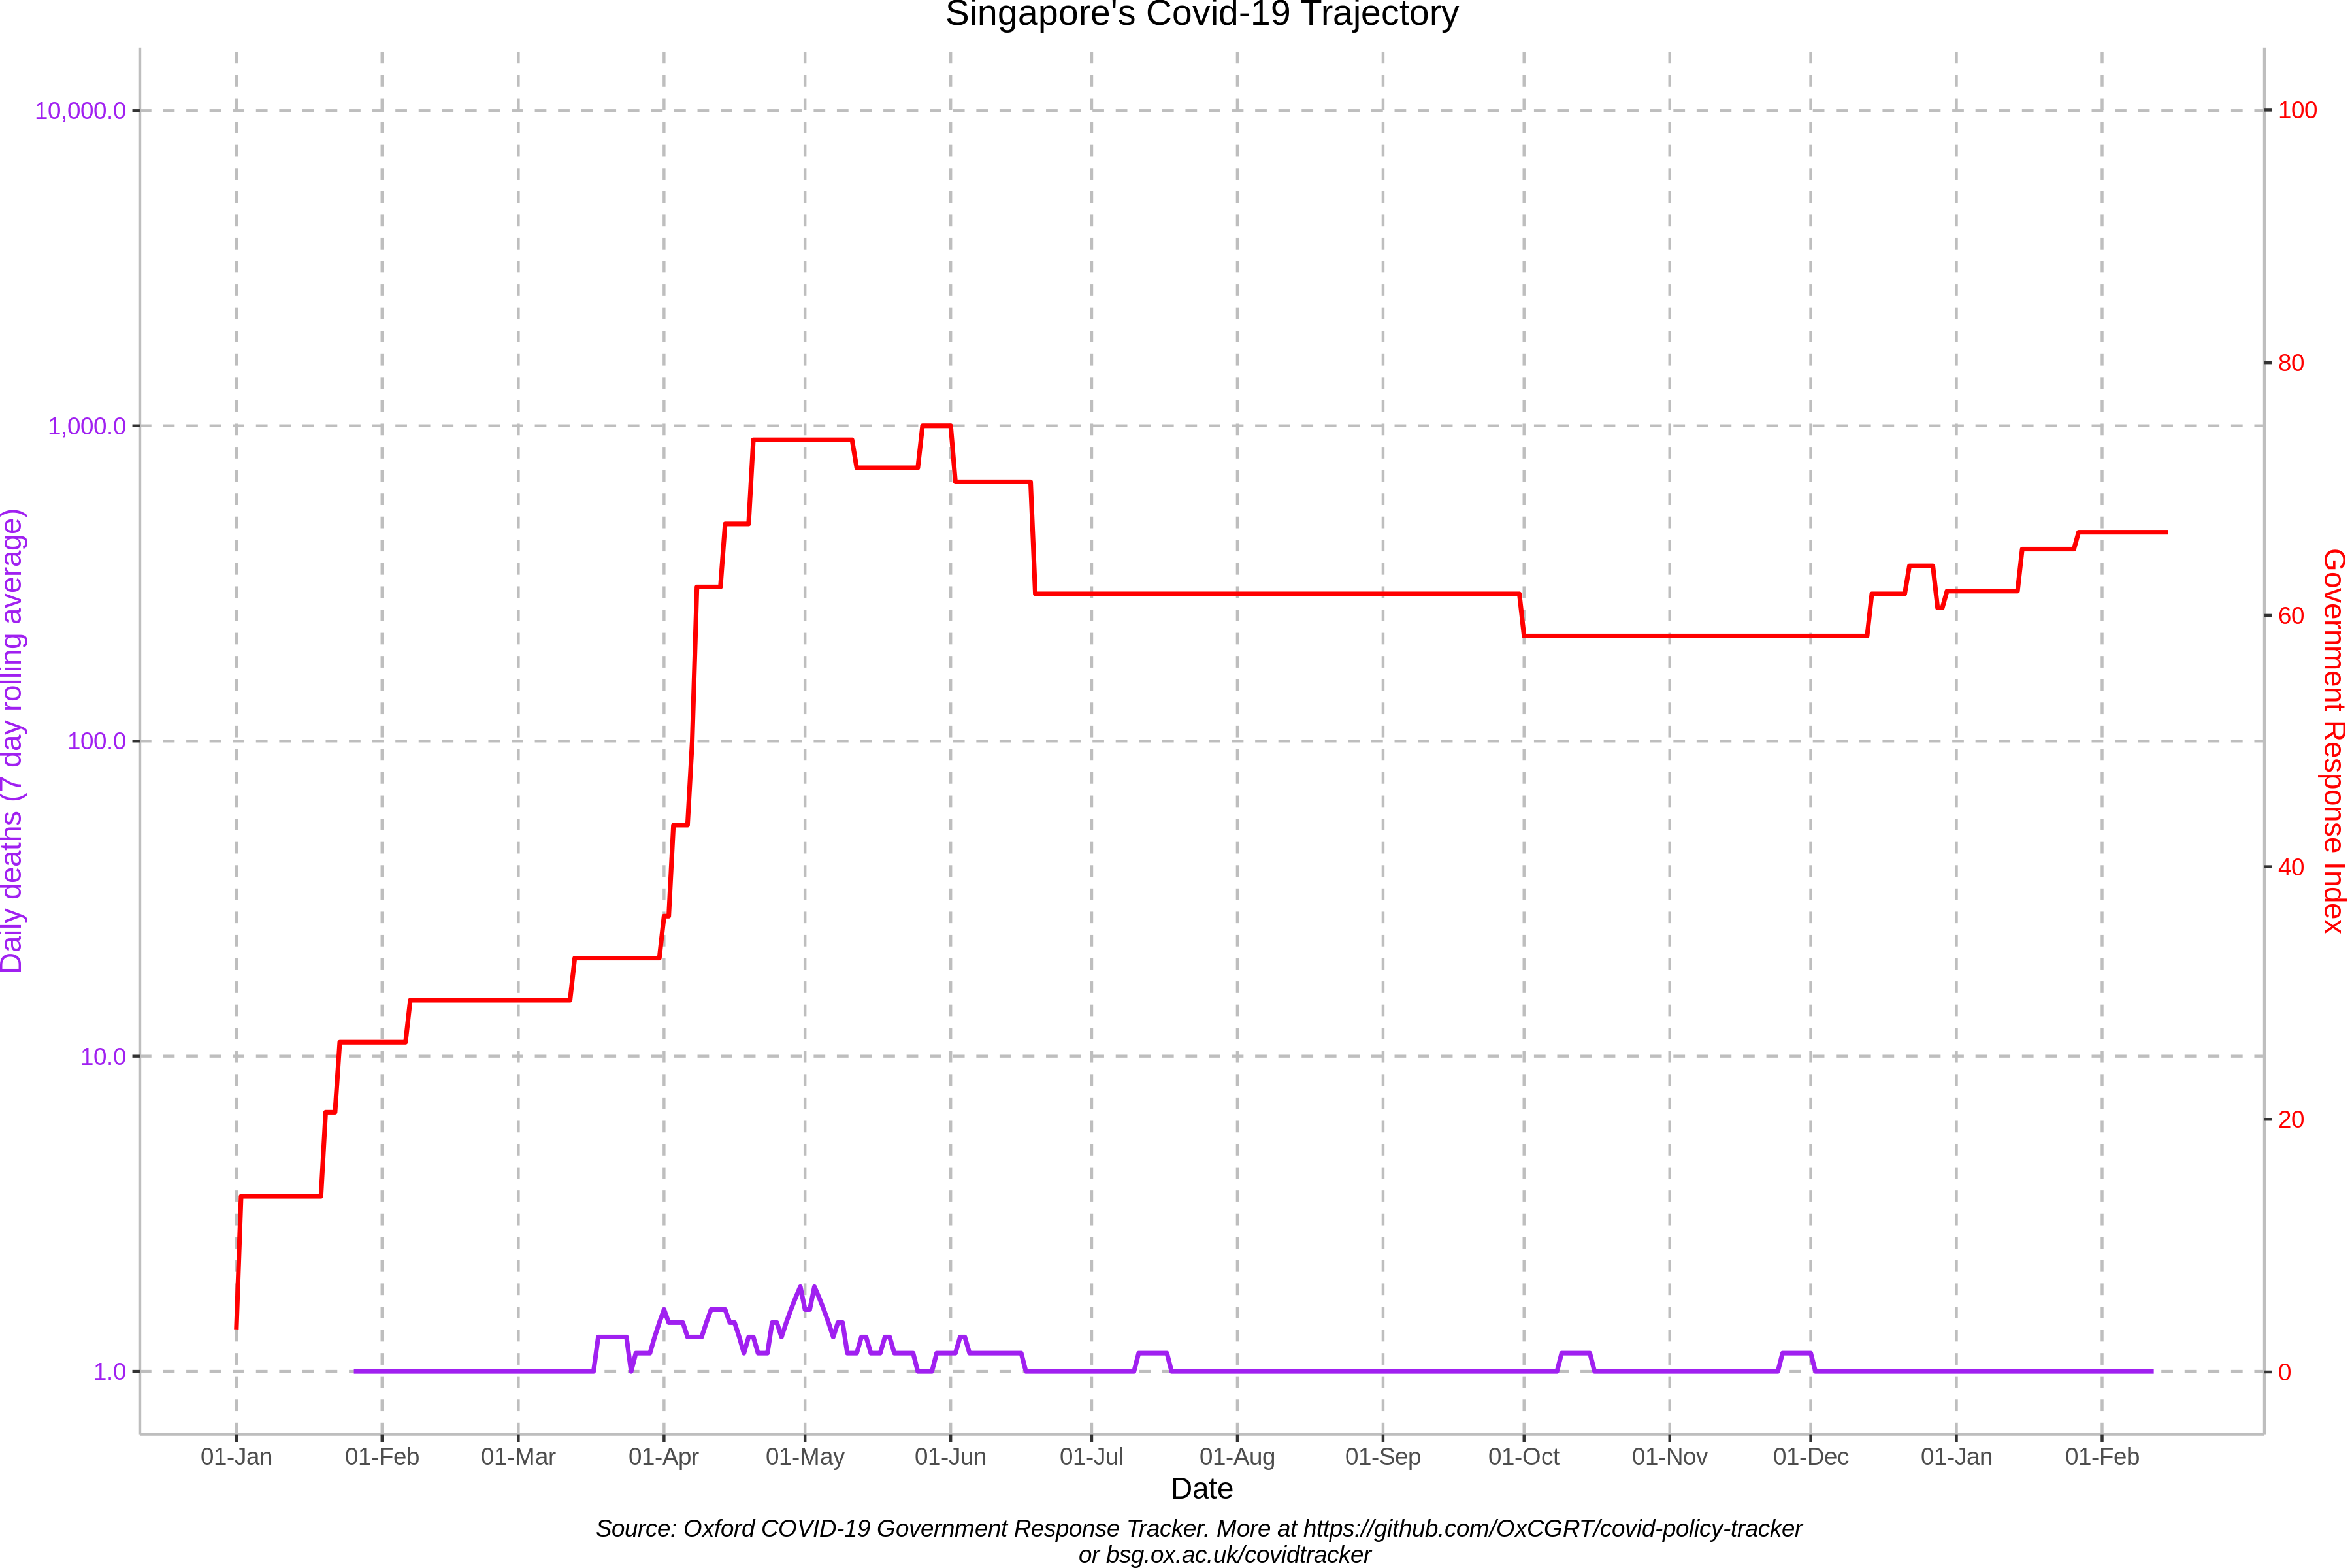 Singapore's Covid-19 Trajectory
10,000.0
1,000.0
100.0
10.0
1.0
Daily deaths (7 day rolling average)
100
80
60
40
20
0
Government Response Index
01-Jan 01-Feb 01-Mar 01-Apr 01-May 01-Jun 01-Jul 01-Aug 01-Sep 01-Oct 01-Nov 01-Dec 01-Jan 01-Feb
Date
Source: Oxford COVID-19 Government Response Tracker. More at https://github.com/OxCGRT/covid-policy-tracker
or bsg.ox.ac.uk/covidtracker